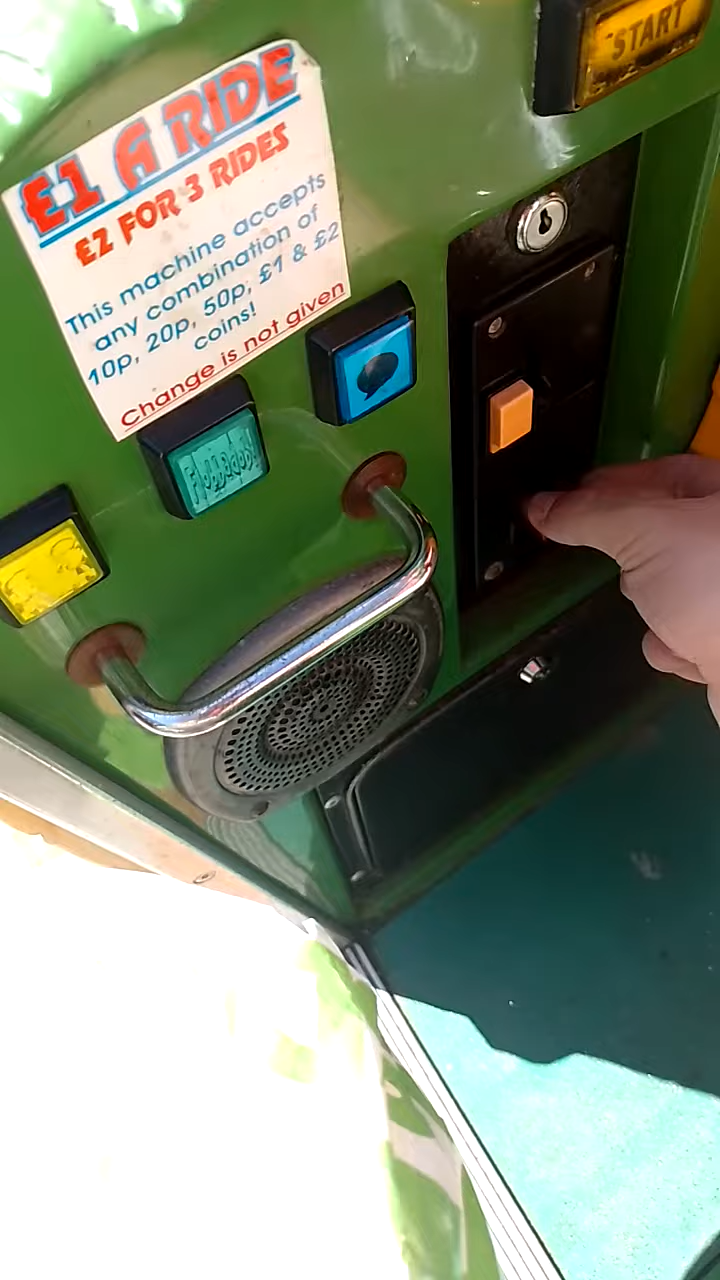 START
£1 A RIDE
£2 FOR 3 RIDES
This machine accepts
any combination of
10p, 20p, 50p, £1 & £2
coins!
Change is not given